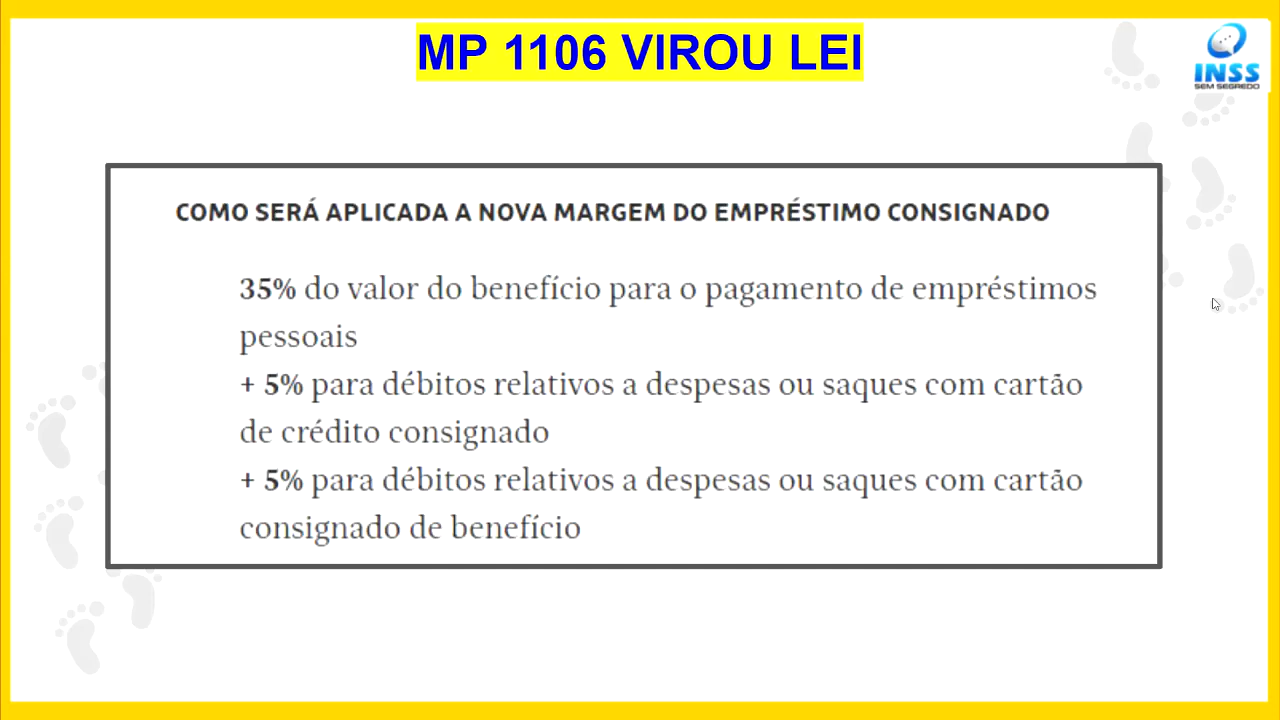 MP 1106 VIROU LEI
INSS
SEM SEGREDO
COMO SERÁ APLICADA A NOVA MARGEM DO EMPRÉSTIMO CONSIGNADO
35% do valor do benefício para o pagamento de empréstimos
pessoais
+ 5% para débitos relativos a despesas ou saques com cartão
de crédito consignado
+ 5% para débitos relativos a despesas ou saques com cartão
consignado de benefício